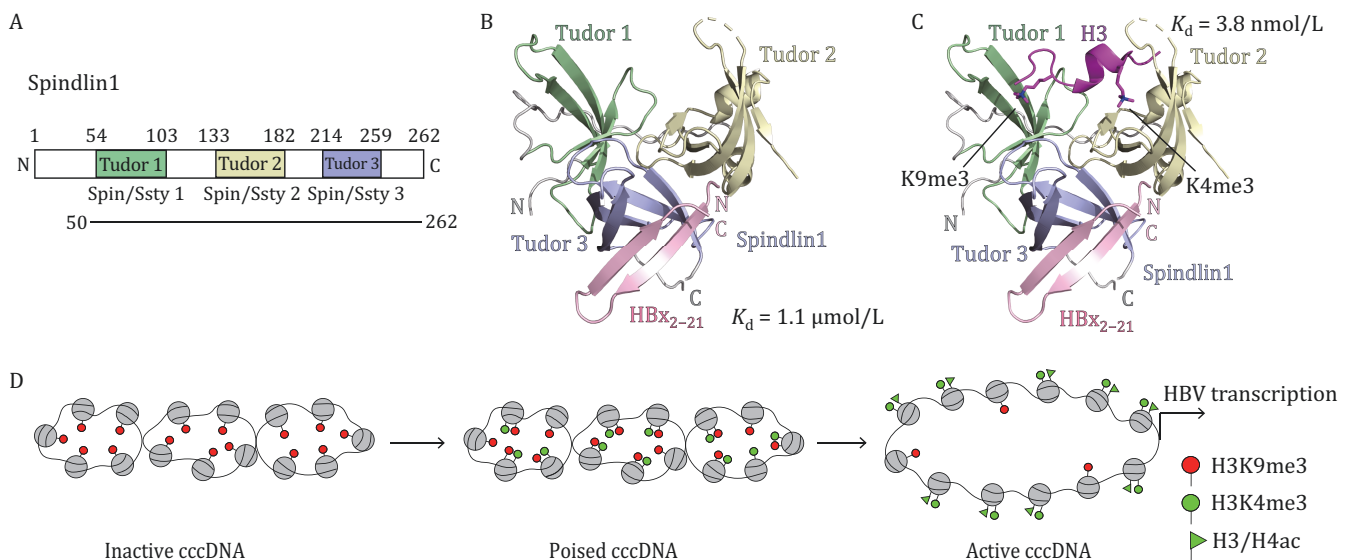 A
Spindlin1
1 54 103 133 182 214 259 262
N Tudor 1 Tudor 2 Tudor 3 C
Spin/Ssty 1 Spin/Ssty 2 Spin/Ssty 3
50 262
B
Tudor 1
Tudor 2
N
N
C
Tudor 3
Spindlin1
C
HBx2–21
Kd = 1.1 μmol/L
C
Kd = 3.8 nmol/L
Tudor 1
H3
Tudor 2
K9me3
K4me3
N
N
C
Tudor 3
Spindlin1
C
HBx2–21
D
HBV transcription
H3K9me3
H3K4me3
H3/H4ac
Inactive cccDNA
Poised cccDNA
Active cccDNA